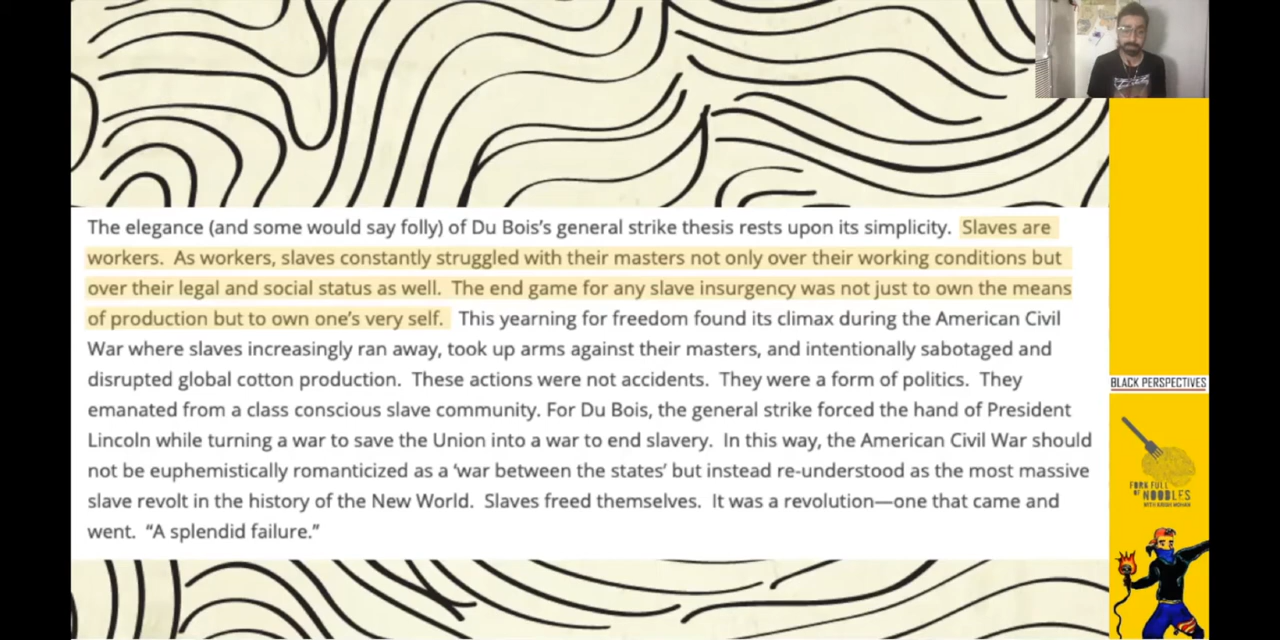 The elegance (and some would say folly) of Du Bois's general strike thesis rests upon its simplicity.  Slaves are
workers.  As workers, slaves constantly struggled with their masters not only over their working conditions but
over their legal and social status as well.  The end game for any slave insurgency was not just to own the means
of production but to own one's very self.  This yearning for freedom found its climax during the American Civil
War where slaves increasingly ran away, took up arms against their masters, and intentionally sabotaged and
disrupted global cotton production.  These actions were not accidents.  They were a form of politics.  They
emanated from a class conscious slave community. For Du Bois, the general strike forced the hand of President
Lincoln while turning a war to save the Union into a war to end slavery.  In this way, the American Civil War should
not be euphemistically romanticized as a ‘war between the states’ but instead re-understood as the most massive
slave revolt in the history of the New World.  Slaves freed themselves.  It was a revolution—one that came and
went.  “A splendid failure.”
BLACK PERSPECTIVES
FORK FULL
OF NOODLES